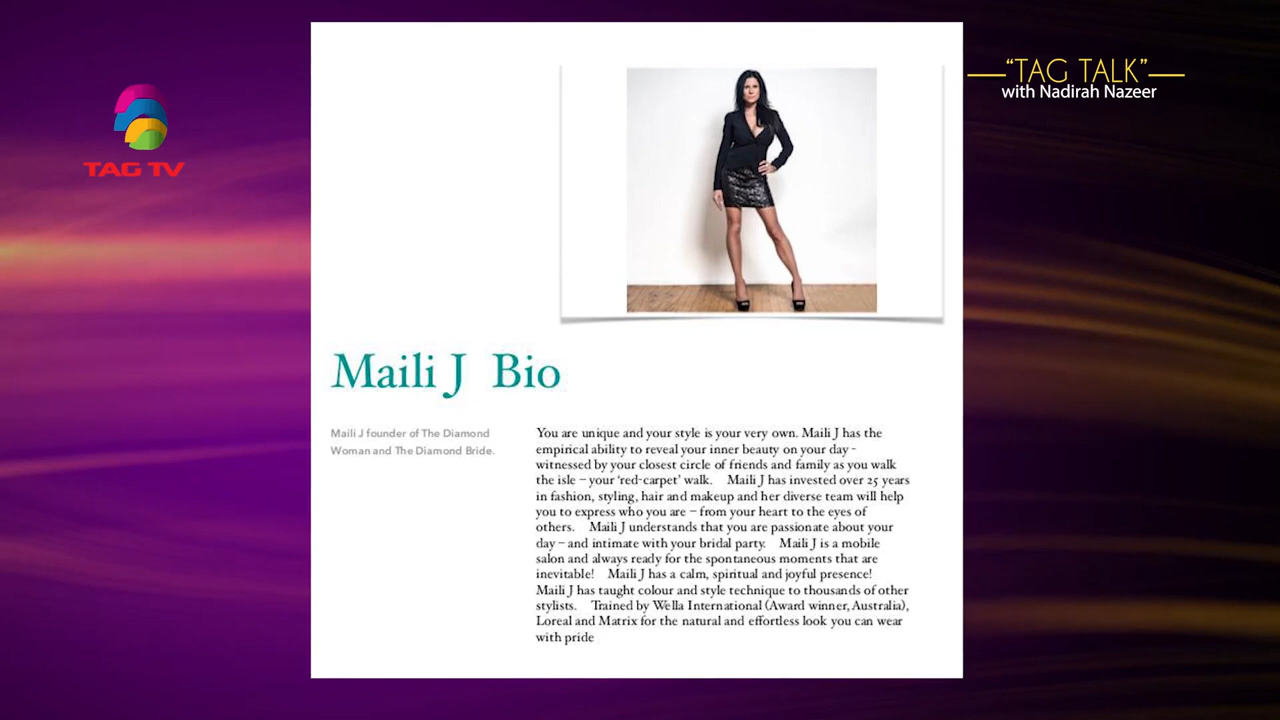 “TAG TALK”
with Nadirah Nazeer
TAG TV
Maili J Bio
Maili J founder of The Diamond
Woman and The Diamond Bride.
You are unique and your style is your very own. Maili J has the
empirical ability to reveal your inner beauty on your day -
witnessed by your closest circle of friends and family as you walk
the isle – your ‘red-carpet’ walk. Maili J has invested over 25 years
in fashion, styling, hair and makeup and her diverse team will help
you to express who you are – from your heart to the eyes of
others. Maili J understands that you are passionate about your
day – and intimate with your bridal party. Maili J is a mobile
salon and always ready for the spontaneous moments that are
inevitable! Maili J has a calm, spiritual and joyful presence!
Maili J has taught colour and style technique to thousands of other
stylists. Trained by Wella International (Award winner, Australia),
Loreal and Matrix for the natural and effortless look you can wear
with pride